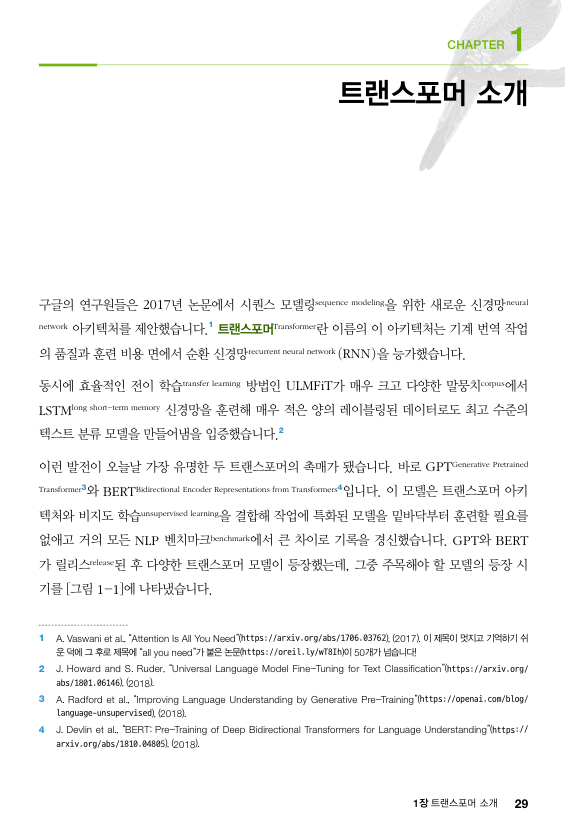 CHAPTER 1
트랜스포머 소개
구글의 연구원들은 2017년 논문에서 시퀀스 모델링sequence modeling을 위한 새로운 신경망neural
network 아키텍처를 제안했습니다.1 트랜스포머Transformer란 이름의 이 아키텍처는 기계 번역 작업
의 품질과 훈련 비용 면에서 순환 신경망recurrent neural network(RNN)을 능가했습니다.
동시에 효율적인 전이 학습transfer learning 방법인 ULMFiT가 매우 크고 다양한 말뭉치corpus에서
LSTMlong short-term memory 신경망을 훈련해 매우 적은 양의 레이블링된 데이터로도 최고 수준의
텍스트 분류 모델을 만들어냄을 입증했습니다.2
이런 발전이 오늘날 가장 유명한 두 트랜스포머의 촉매가 됐습니다. 바로 GPTGenerative Pretrained
Transformer3와 BERTBidirectional Encoder Representations from Transformers4입니다. 이 모델은 트랜스포머 아키
텍처와 비지도 학습unsupervised learning을 결합해 작업에 특화된 모델을 밑바닥부터 훈련할 필요를
없애고 거의 모든 NLP 벤치마크benchmark에서 큰 차이로 기록을 경신했습니다. GPT와 BERT
가 릴리스release된 후 다양한 트랜스포머 모델이 등장했는데, 그중 주목해야 할 모델의 등장 시
기를 [그림 1-1]에 나타냈습니다.
1 A. Vaswani et al., “Attention Is All You Need”(https://arxiv.org/abs/1706.03762), (2017). 이 제목이 멋지고 기억하기 쉬
운 덕에 그 후로 제목에 “all you need”가 붙은 논문(https://oreil.ly/wT8Ih)이 50개가 넘습니다!
2 J. Howard and S. Ruder, “Universal Language Model Fine-Tuning for Text Classification”(https://arxiv.org/
abs/1801.06146), (2018).
3 A. Radford et al., “Improving Language Understanding by Generative Pre-Training”(https://openai.com/blog/
language-unsupervised), (2018).
4 J. Devlin et al., “BERT: Pre-Training of Deep Bidirectional Transformers for Language Understanding”(https://
arxiv.org/abs/1810.04805), (2018).
1장 트랜스포머 소개 29